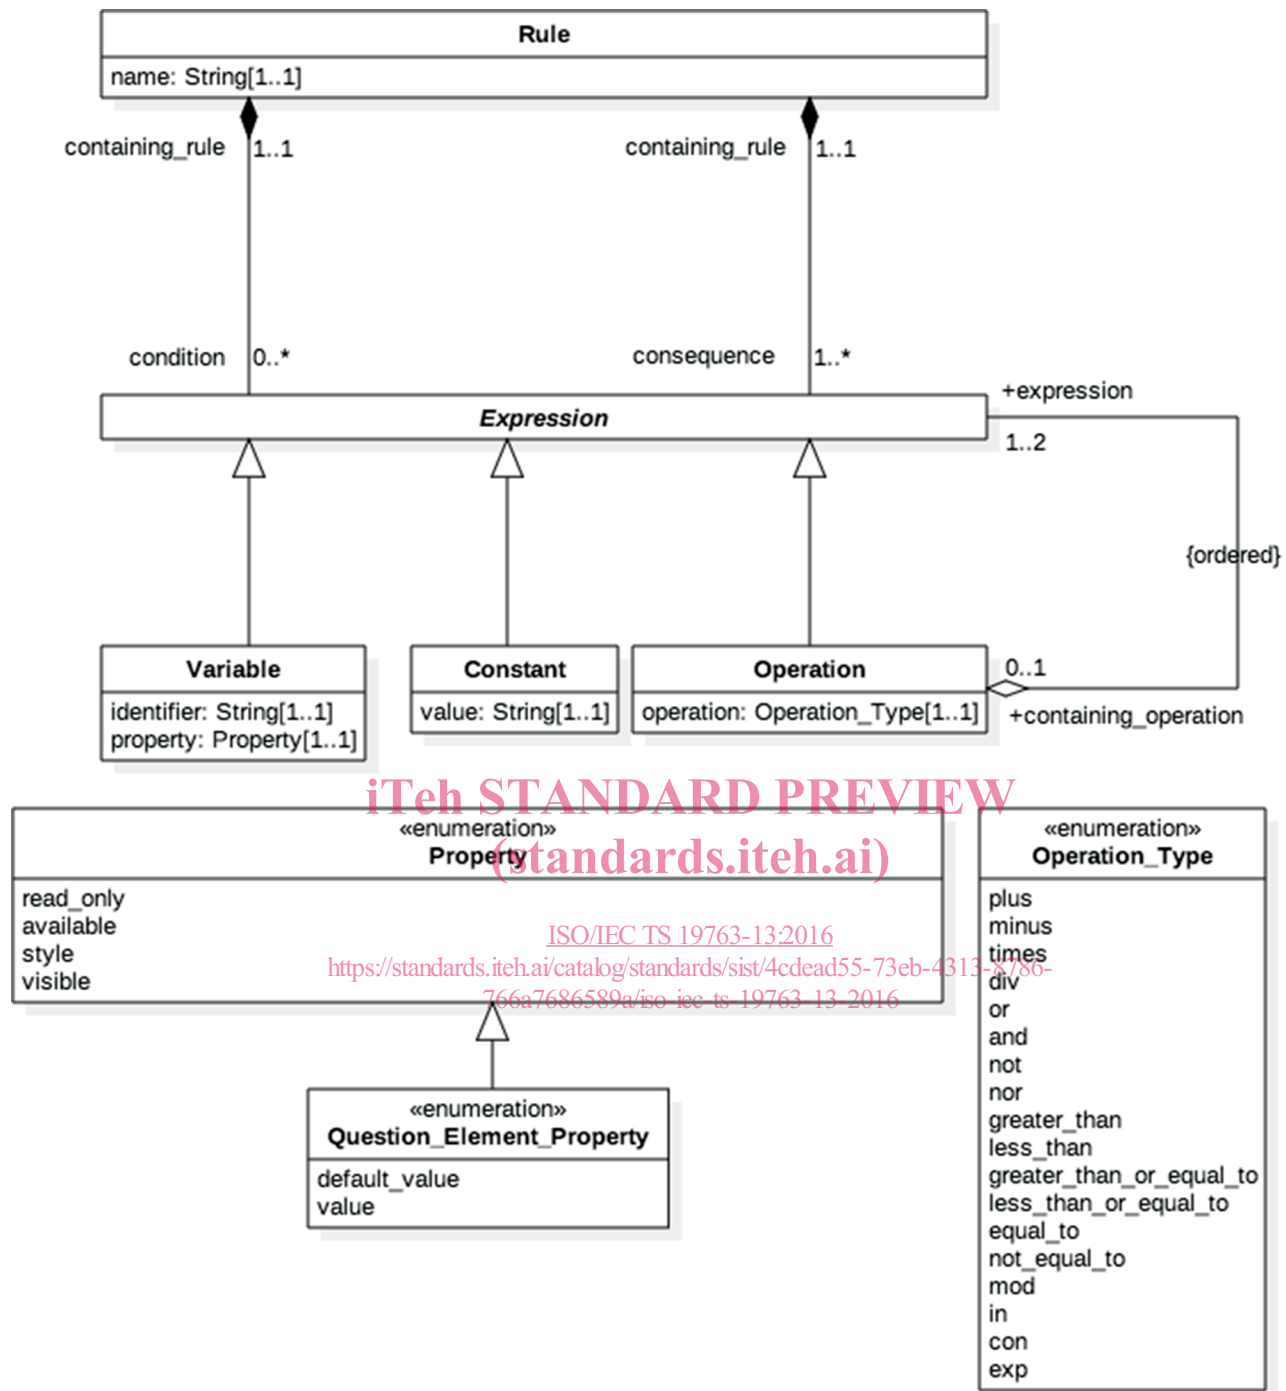 Rule
name: String[1..1]
containing_rule 1..1 containing_rule 1..1
condition 0..* consequence 1..*
+expression
Expression
1..2
{ordered}
Variable Constant Operation 0..1
identifier: String[1..1] value: String[1..1] operation: Operation_Type[1..1] +containing_operation
property: Property[1..1]
iTeh STANDARD PREVIEW
(standards.iteh.ai)
«enumeration»
Property
read_only
available
style
visible
ISO/IEC TS 19763-13:2016
https://standards.iteh.ai/catalog/standards/sist/4cdead55-73eb-4313-8786-
766a7686589a/iso-iec-ts-19763-13-2016
«enumeration»
Question_Element_Property
default_value
value
«enumeration»
Operation_Type
plus
minus
times
div
or
and
not
nor
greater_than
less_than
greater_than_or_equal_to
less_than_or_equal_to
equal_to
not_equal_to
mod
in
con
exp